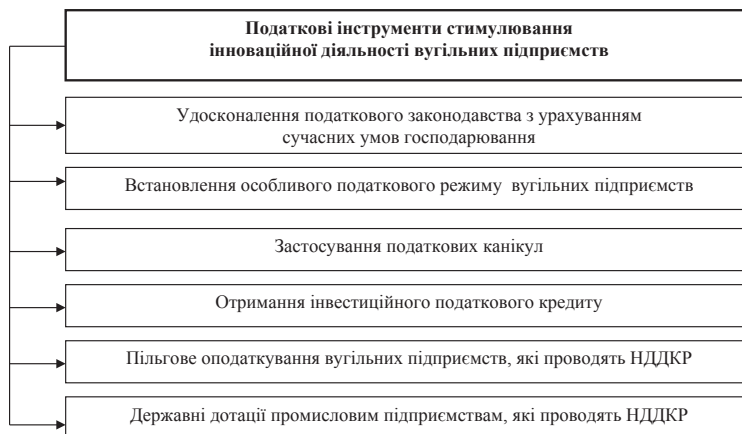 Податкові інструменти стимулювання
інноваційної діяльності вугільних підприємств
Удосконалення податкового законодавства з урахуванням
сучасних умов господарювання
Встановлення особливого податкового режиму вугільних підприємств
Застосування податкових канікул
Отримання інвестиційного податкового кредиту
Пільгове оподаткування вугільних підприємств, які проводять НДДКР
Державні дотації промисловим підприємствам, які проводять НДДКР